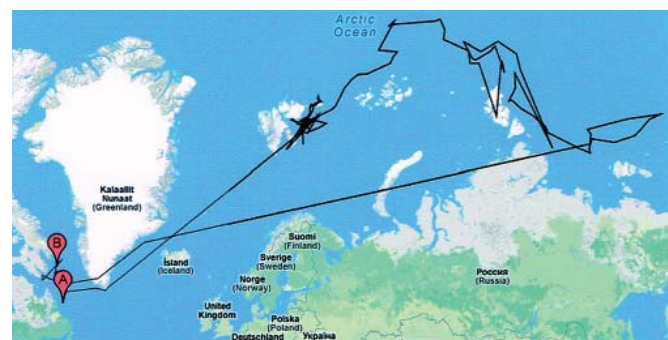 Arctic
Ocean
Kalaallit
Nunaat
(Greenland)
B
A
Ísland
(Iceland)
Suomi
(Finland)
Sverige
(Sweden)
Norge
(Norway)
Россия
(Russia)
United
Kingdom
Polska
(Poland)
Deutschland
Україна